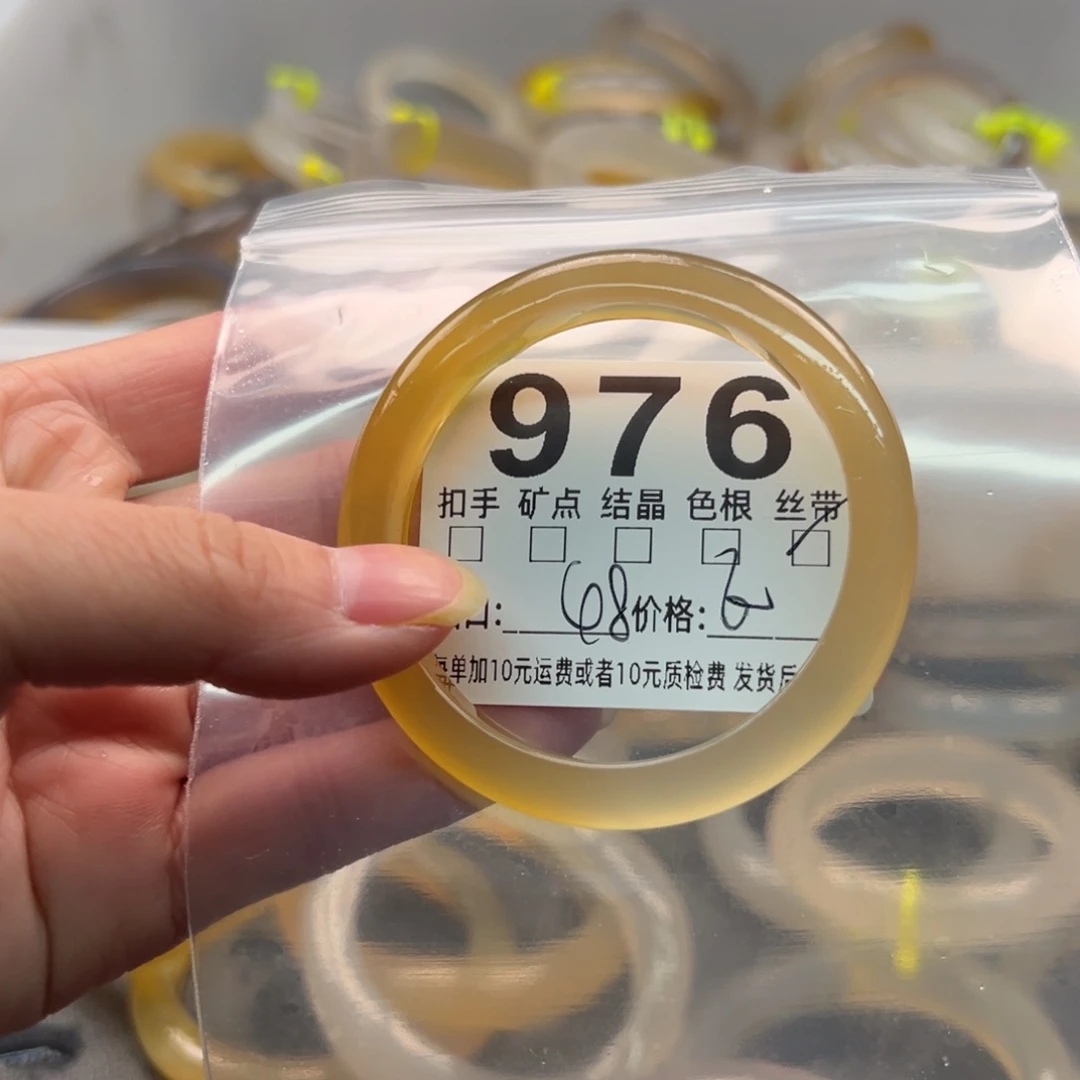 976
扣手 矿点 结晶 色根 丝带
口: 68 价格:
每单加10元运费或者10元质检费 发货后